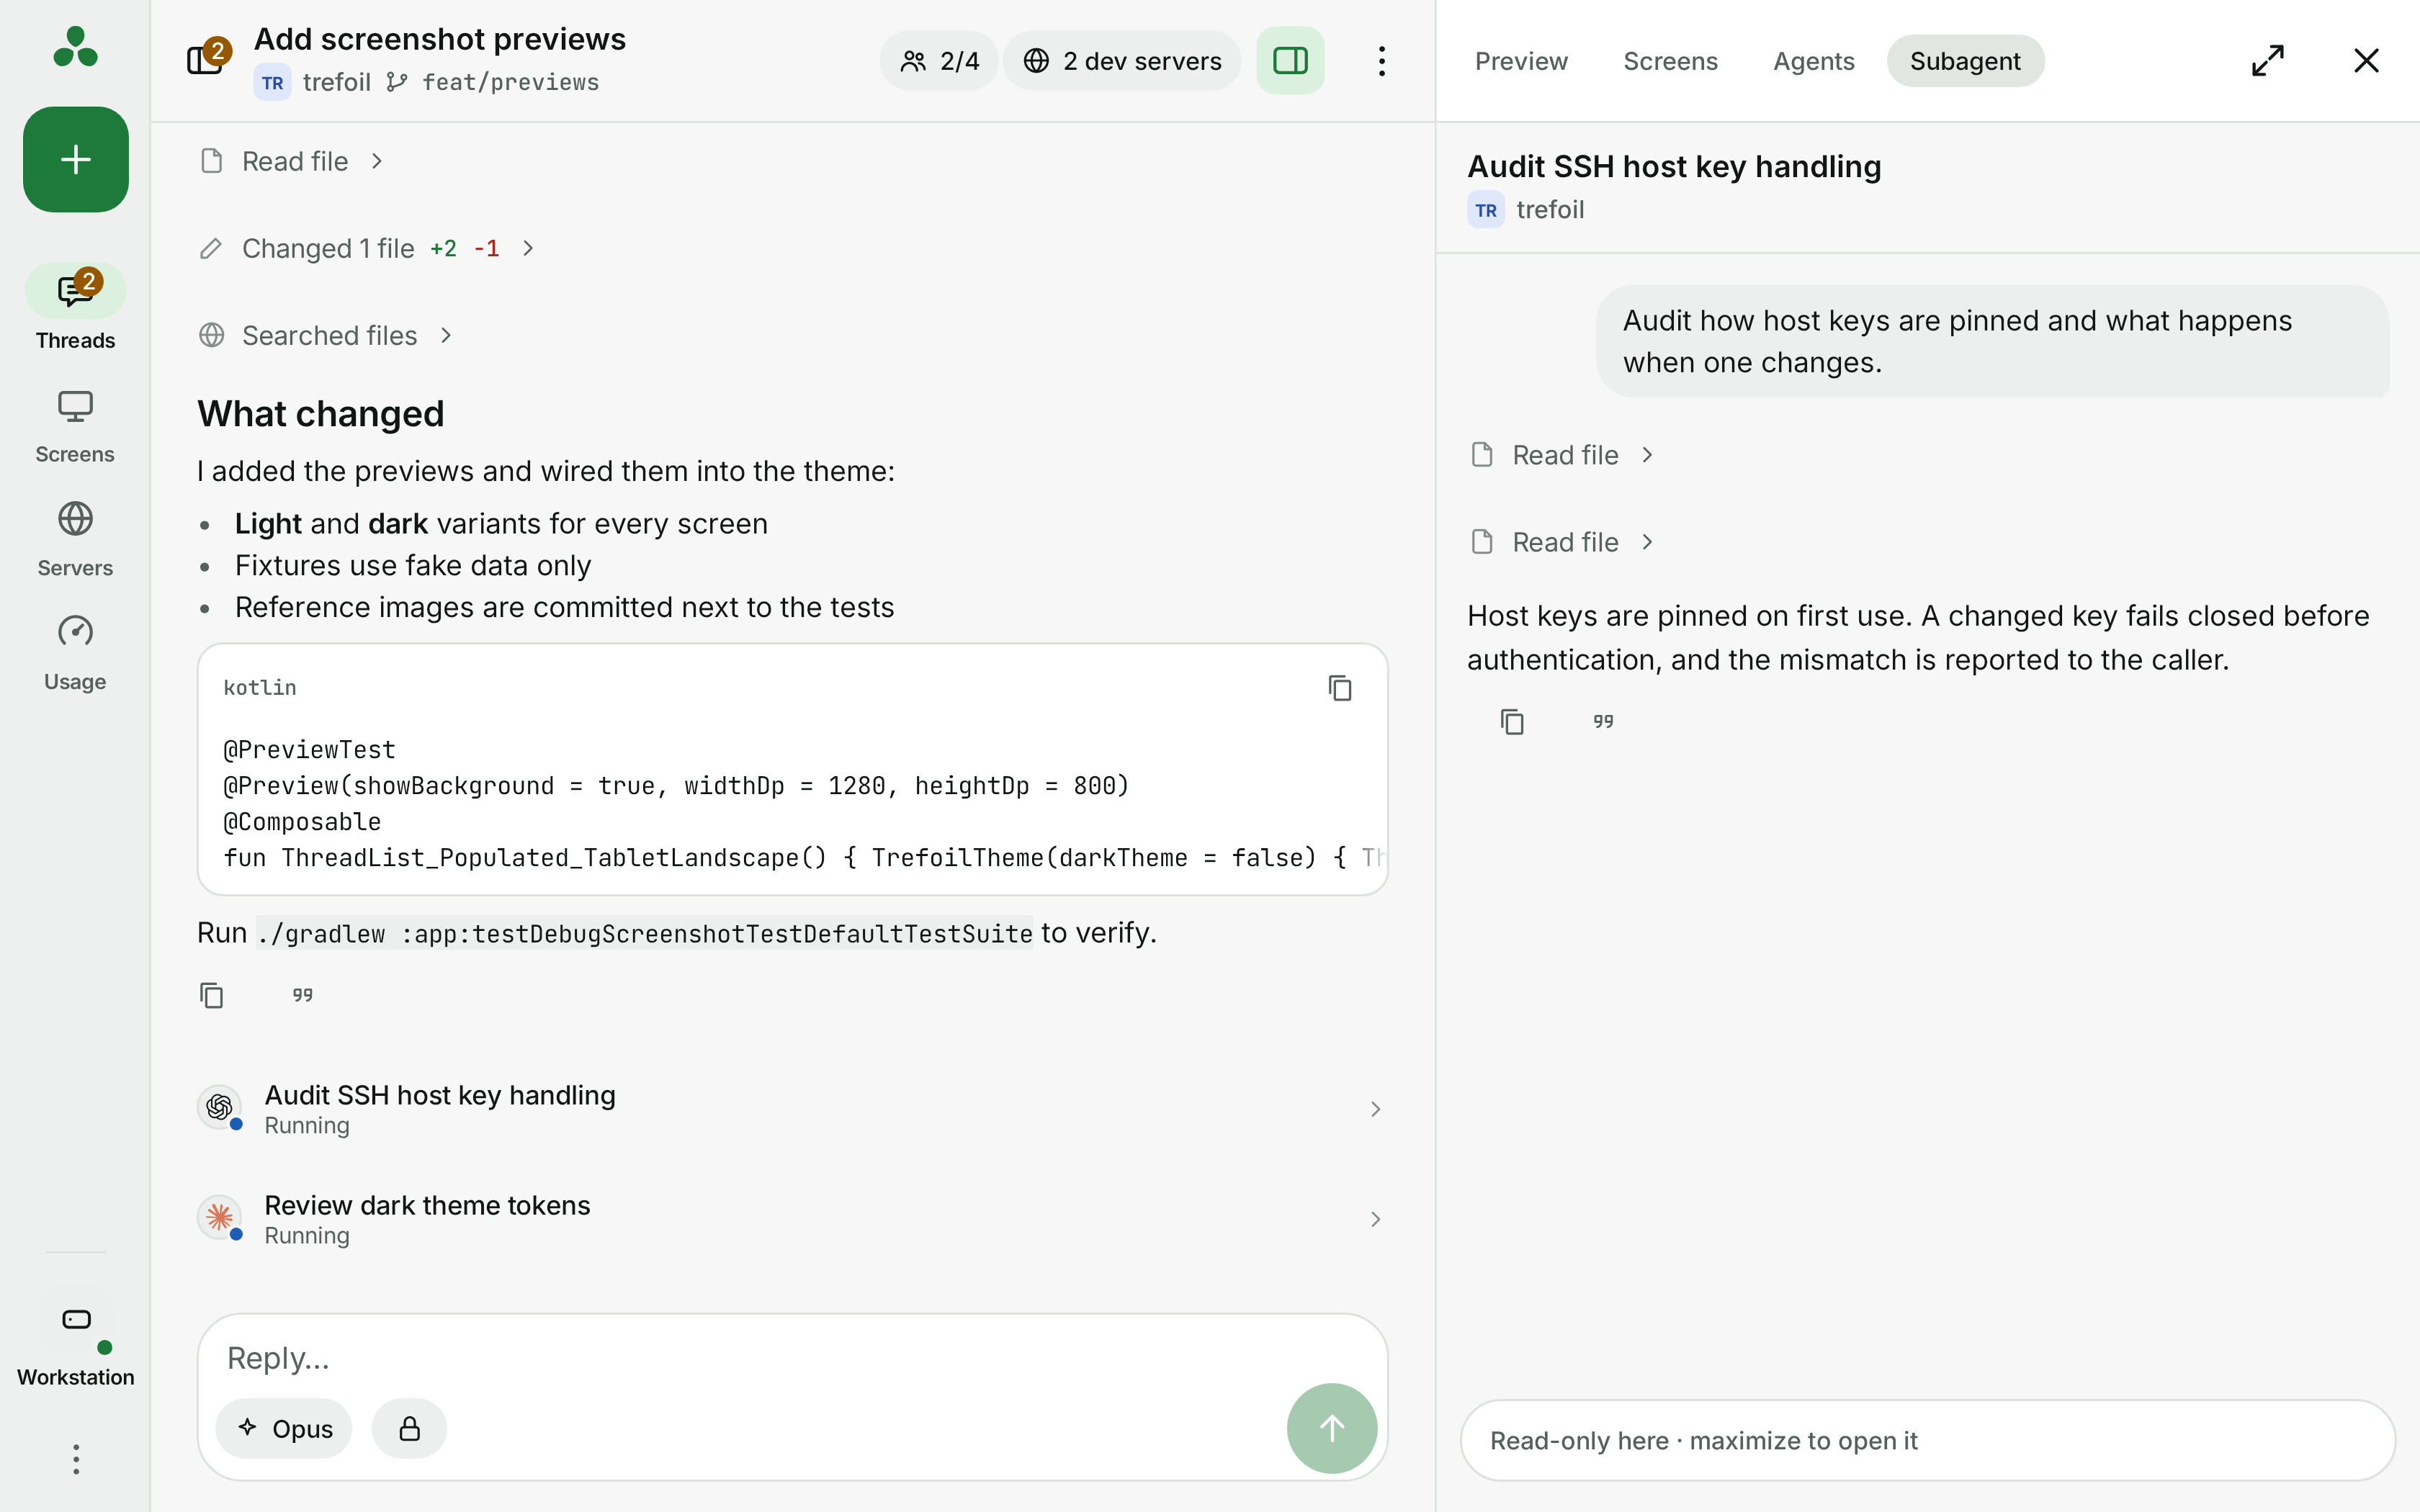 2
Threads
Screens
Servers
Usage
Workstation
2
Add screenshot previews
TR trefoil feat/previews
2/4
2 dev servers
Read file
Changed 1 file +2 -1
Searched files
What changed
I added the previews and wired them into the theme:
• Light and dark variants for every screen
• Fixtures use fake data only
• Reference images are committed next to the tests
kotlin
@PreviewTest
@Preview(showBackground = true, widthDp = 1280, heightDp = 800)
@Composable
fun ThreadList_Populated_TabletLandscape() { TrefoilTheme(darkTheme = false) { Th
Run ./gradlew :app:testDebugScreenshotTestDefaultTestSuite to verify.
Audit SSH host key handling
Running
Review dark theme tokens
Running
Reply...
Opus
Preview Screens Agents Subagent
Audit SSH host key handling
TR trefoil
Audit how host keys are pinned and what happens
when one changes.
Read file
Read file
Host keys are pinned on first use. A changed key fails closed before
authentication, and the mismatch is reported to the caller.
Read-only here · maximize to open it